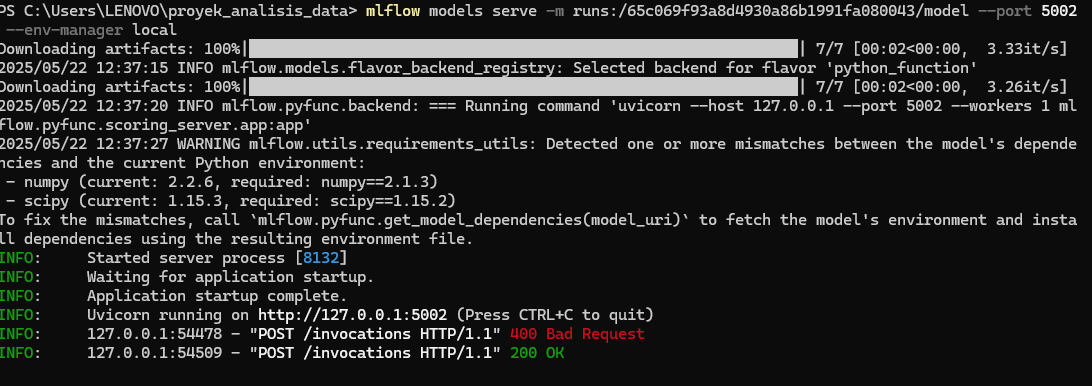 PS C:\Users\LENOVO\proyek_analisis_data> mlflow models serve -m runs:/65c069f93a8d4930a86b1991fa080043/model --port 5002
--env-manager local
Downloading artifacts: 100%| | 7/7 [00:02<00:00, 3.33it/s]
2025/05/22 12:37:15 INFO mlflow.models.flavor_backend_registry: Selected backend for flavor 'python_function'
Downloading artifacts: 100%| | 7/7 [00:02<00:00, 3.26it/s]
2025/05/22 12:37:20 INFO mlflow.pyfunc.backend: === Running command 'uvicorn --host 127.0.0.1 --port 5002 --workers 1 ml
flow.pyfunc.scoring_server.app:app'
2025/05/22 12:37:27 WARNING mlflow.utils.requirements_utils: Detected one or more mismatches between the model's depende
ncies and the current Python environment:
- numpy (current: 2.2.6, required: numpy==2.1.3)
- scipy (current: 1.15.3, required: scipy==1.15.2)
To fix the mismatches, call `mlflow.pyfunc.get_model_dependencies(model_uri)` to fetch the model's environment and insta
ll dependencies using the resulting environment file.
INFO: Started server process [8132]
INFO: Waiting for application startup.
INFO: Application startup complete.
INFO: Uvicorn running on http://127.0.0.1:5002 (Press CTRL+C to quit)
INFO: 127.0.0.1:54478 - "POST /invocations HTTP/1.1" 400 Bad Request
INFO: 127.0.0.1:54509 - "POST /invocations HTTP/1.1" 200 OK